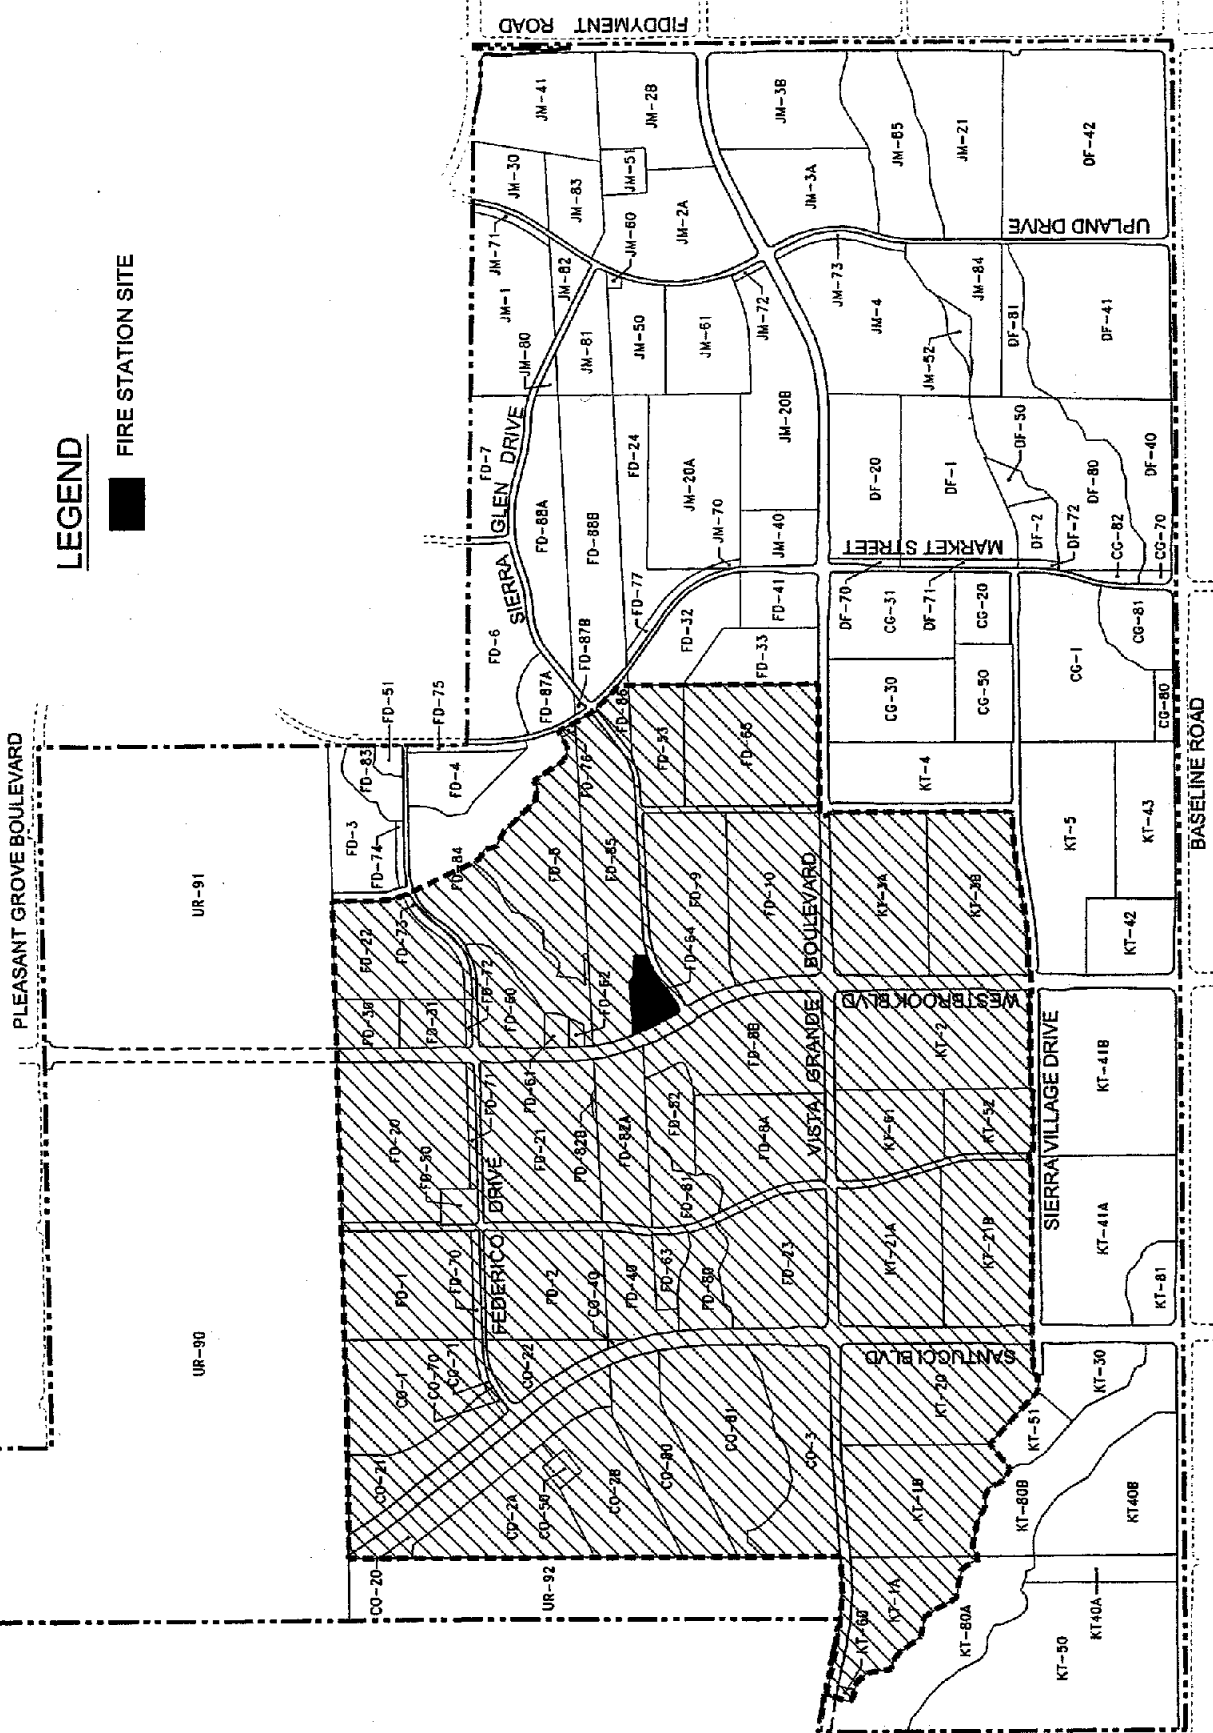 LEGEND
FIRE STATION SITE
PLEASANT GROVE BOULEVARD
FIDDYMENT ROAD
BASELINE ROAD
SIERRA GLEN DRIVE
UPLAND DRIVE
MARKET STREET
VISTA GRANDE BOULEVARD
WESTBROOK BLVD
SIERRA VILLAGE DRIVE
SANTUCCI BLVD
FEDERICO DRIVE
UR-90
UR-91
UR-92
JM-41
JM-2B
JM-3B
JM-30
JM-83
JM-51
JM-85
JM-21
DF-42
JM-71
JM-60
JM-2A
JM-3A
JM-1
JM-82
JM-73
JM-84
JM-80
JM-81
JM-50
JM-61
JM-72
JM-4
JM-52
DF-81
DF-41
FD-7
FD-88A
FD-88B
FD-24
JM-20A
JM-20B
DF-20
DF-1
DF-50
DF-80
DF-40
JM-70
JM-40
DF-2
DF-72
CG-82
CG-70
FD-6
FD-87B
FD-77
FD-32
FD-41
DF-70
CG-31
DF-71
CG-20
CG-81
FD-87A
FD-33
CG-30
CG-50
CG-1
CG-80
FD-51
FD-75
FD-83
FD-4
FD-76
FD-86
FD-53
FD-65
KT-4
KT-5
KT-43
FD-3
FD-74
FD-84
FD-85
FD-9
FD-10
KT-3A
KT-3B
KT-42
FD-22
FD-73
FD-72
FD-60
FD-62
FD-64
FD-31
FD-8B
KT-2
KT-41B
FD-20
FD-50
FD-71
FD-61
FD-21
FD-82B
FD-82A
FD-52
FD-8A
KT-61
KT-52
FD-81
FD-1
FD-70
FD-2
CO-40
FD-40
FD-63
FD-80
FD-23
KT-21A
KT-21B
KT-41A
KT-81
CO-1
CO-70
CO-71
CO-22
CO-21
CO-2A
CO-50
CO-2B
CO-80
CO-81
CO-3
KT-20
KT-30
KT-51
KT-1B
KT-80B
KT40B
CO-20
KT-60
KT-1A
KT-80A
KT-50
KT40A